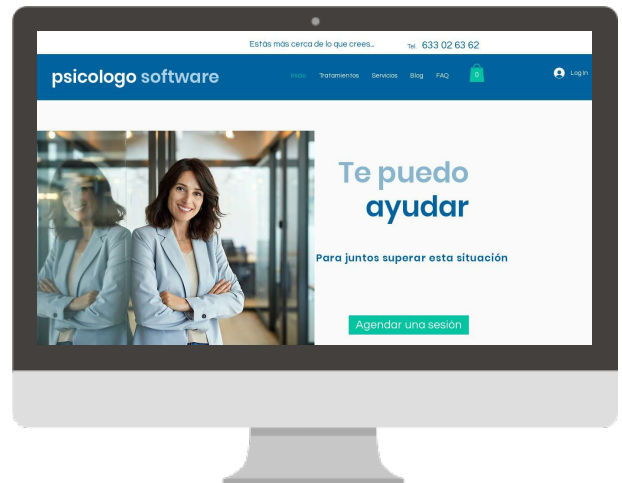 Estás más cerca de lo que crees..
Tel: 633 02 63 62
psicologo software
Inicio Tratamientos Servicios Blog FAQ 0 Log In
Te puedo
ayudar
Para juntos superar esta situación
Agendar una sesión